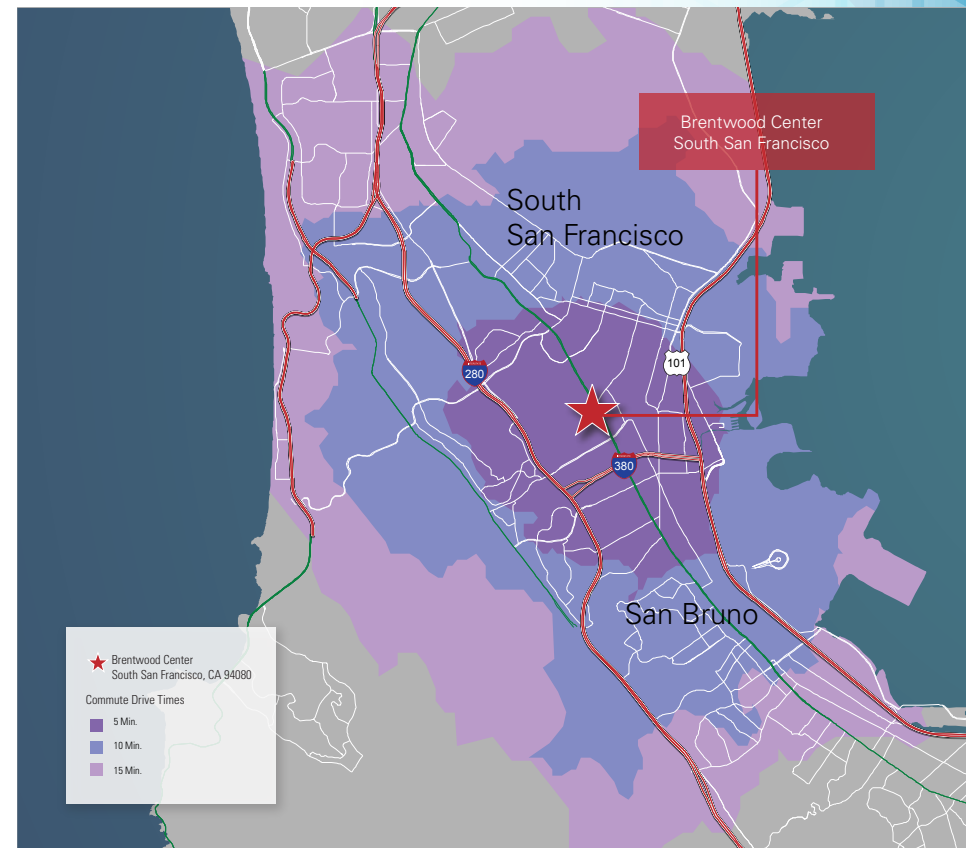 Brentwood Center
South San Francisco
South
San Francisco
101
280
380
San Bruno
Brentwood Center
South San Francisco, CA 94080
Commute Drive Times
5 Min.
10 Min.
15 Min.